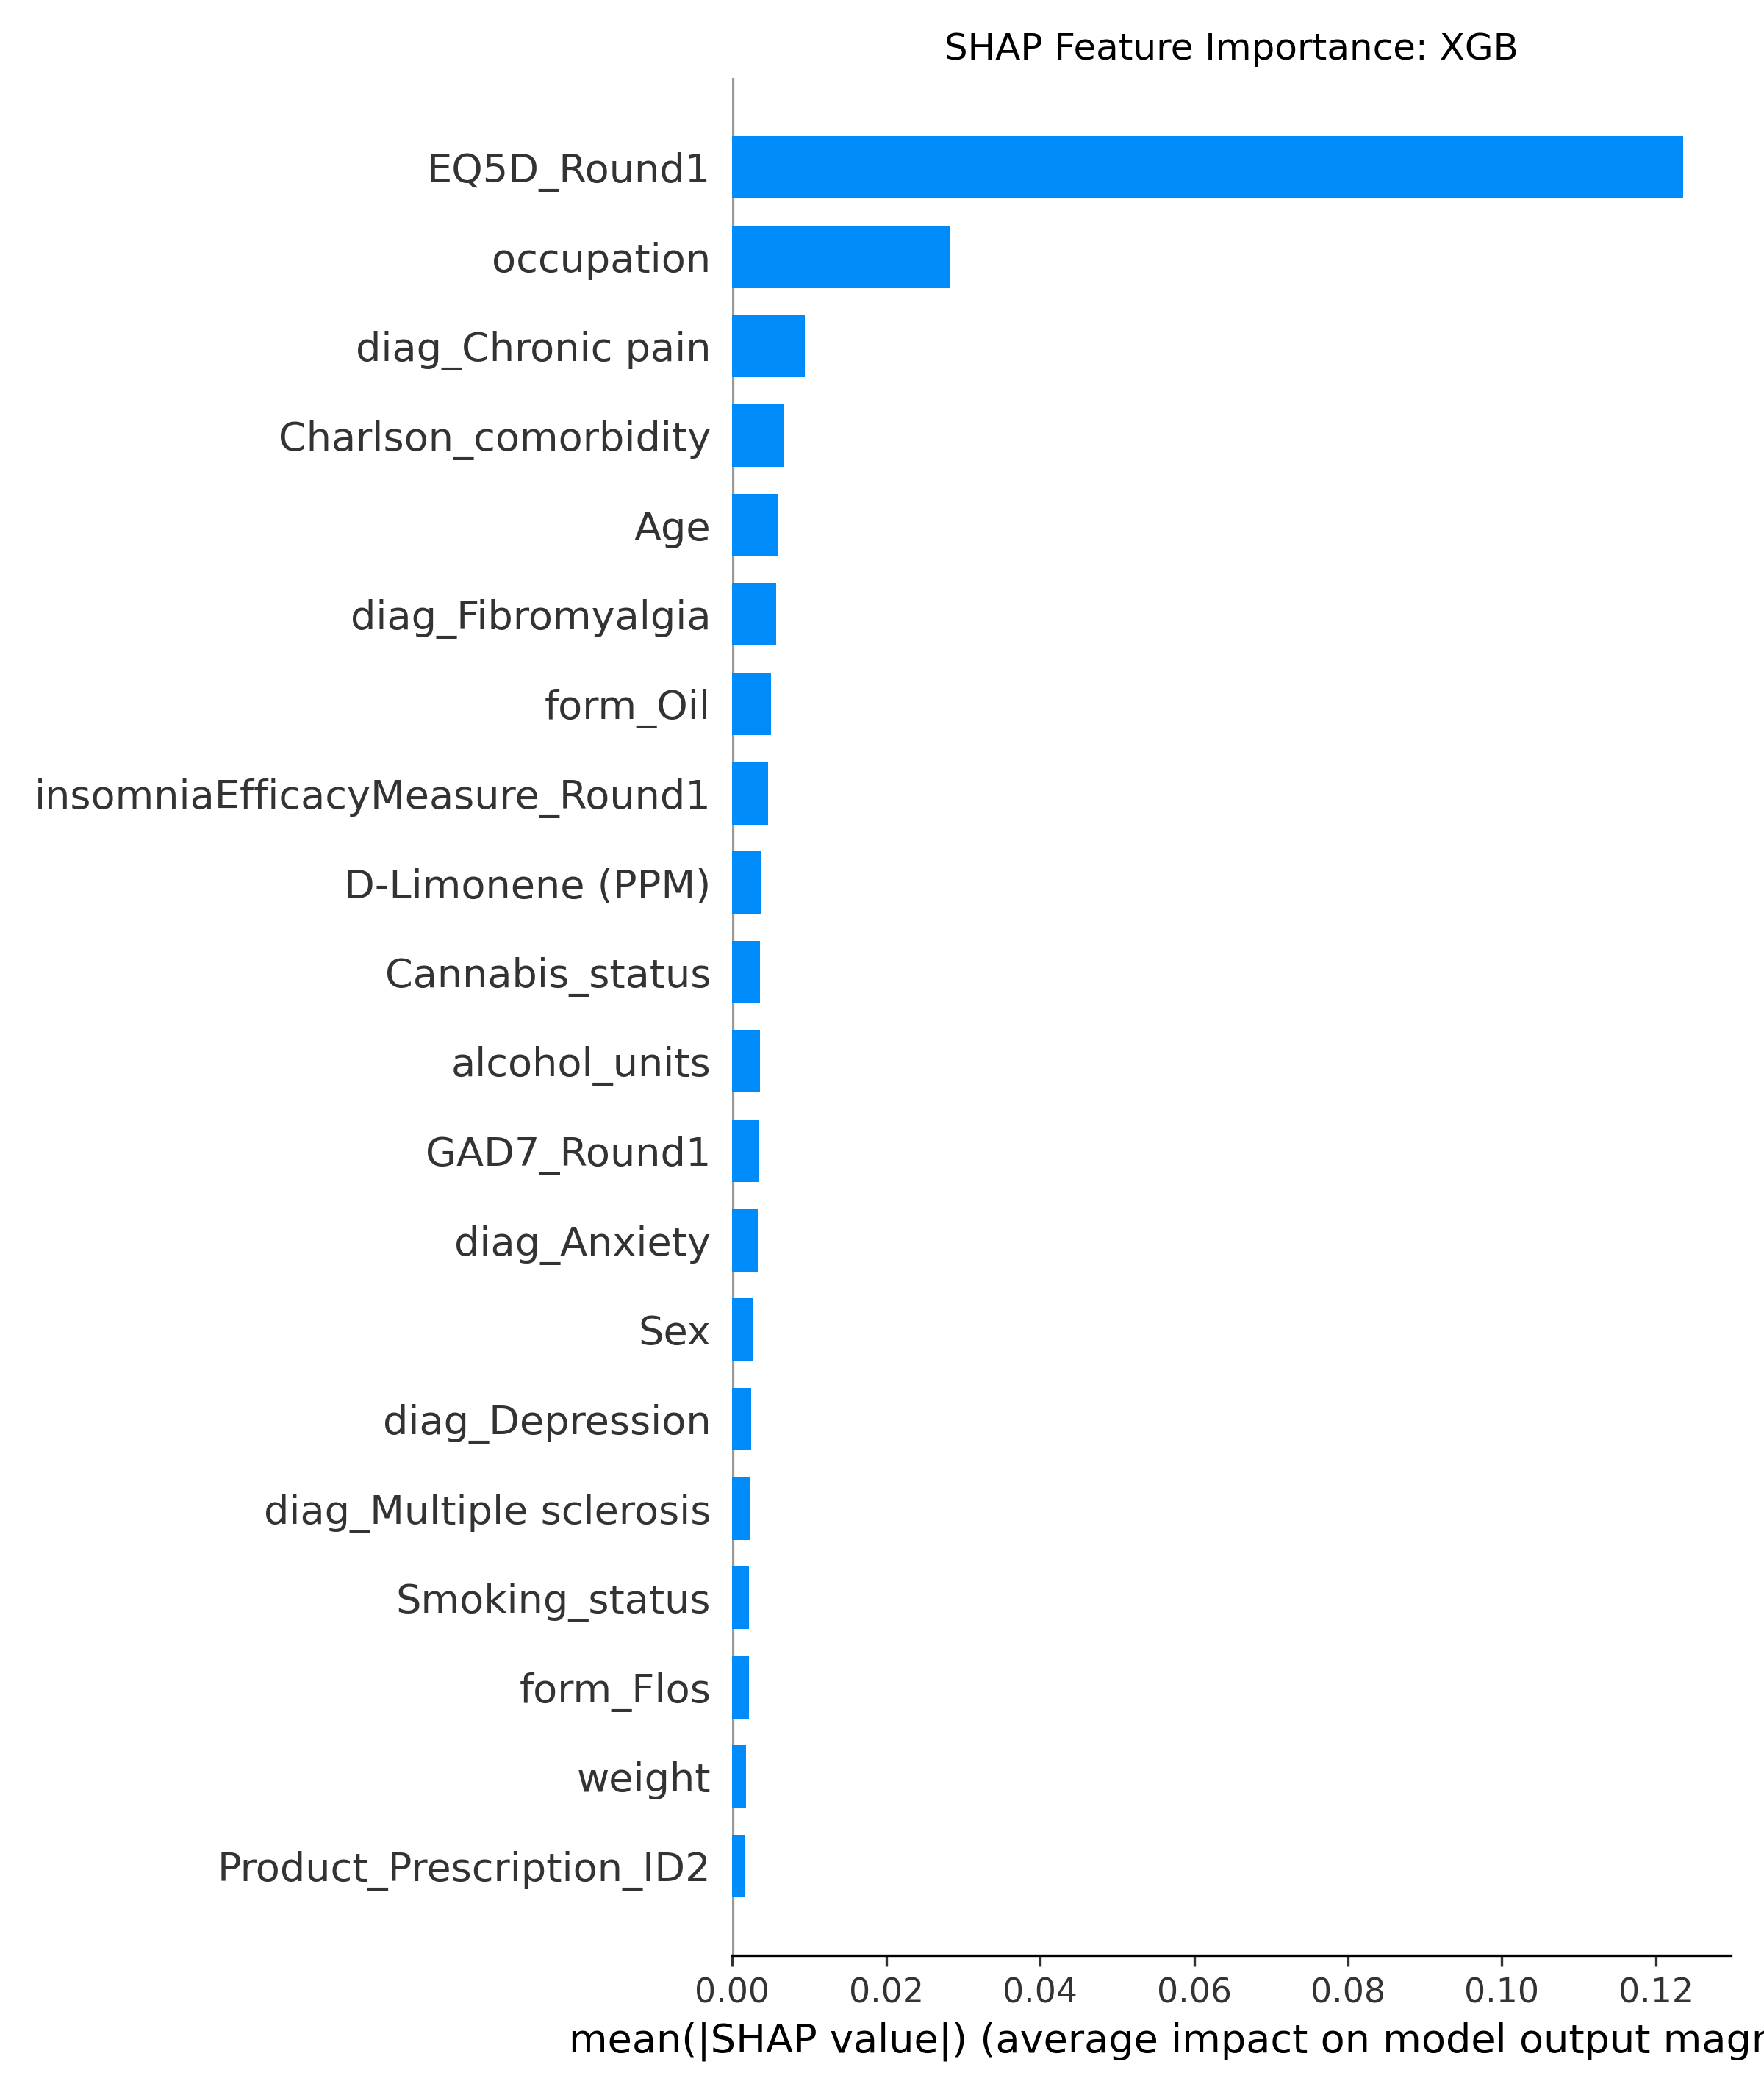 SHAP Feature Importance: XGB
EQ5D_Round1
occupation
diag_Chronic pain
Charlson_comorbidity
Age
diag_Fibromyalgia
form_Oil
insomniaEfficacyMeasure_Round1
D-Limonene (PPM)
Cannabis_status
alcohol_units
GAD7_Round1
diag_Anxiety
Sex
diag_Depression
diag_Multiple sclerosis
Smoking_status
form_Flos
weight
Product_Prescription_ID2
0.00 0.02 0.04 0.06 0.08 0.10 0.12
mean(|SHAP value|) (average impact on model output